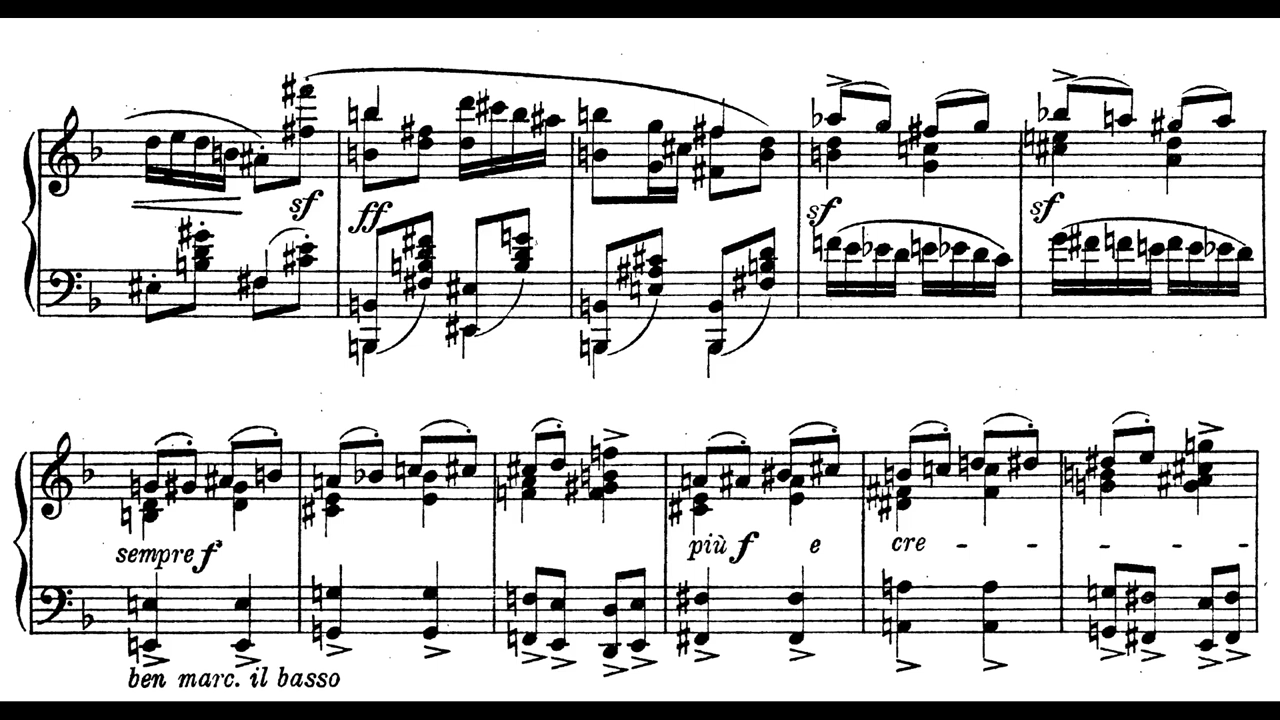 sf ff sf sf
sempre f più f e cre - - - - -
ben marc. il basso